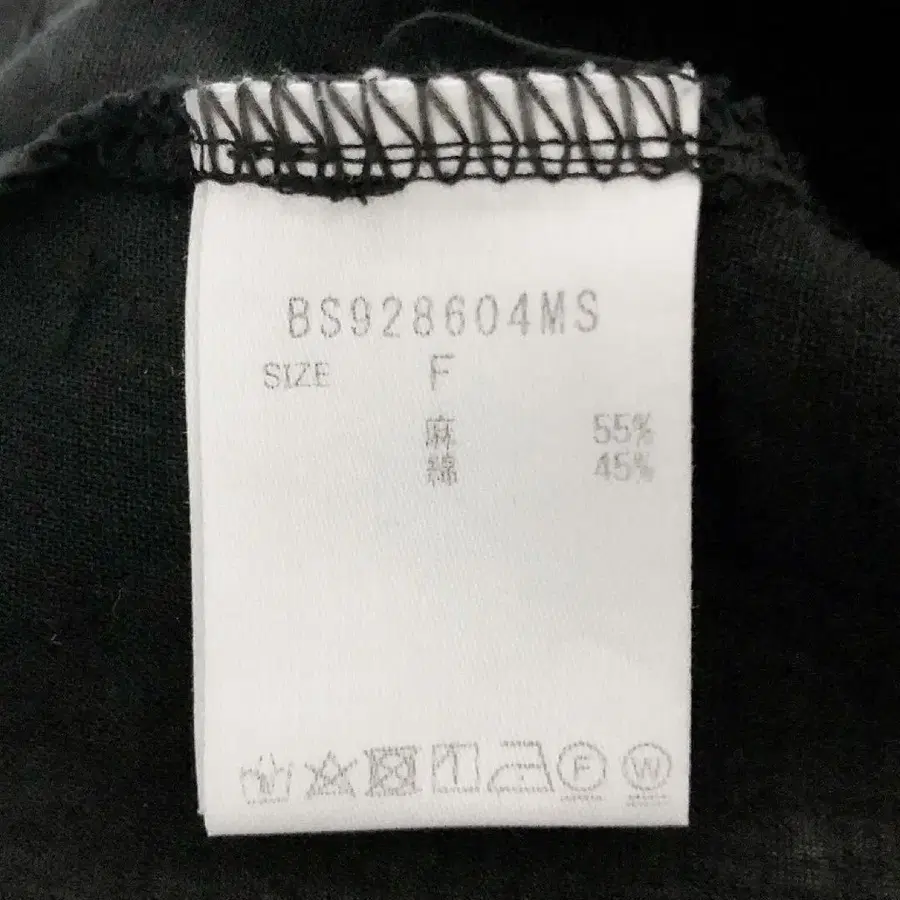 BS928604MS
SIZE F
麻 55%
綿 45%
F W